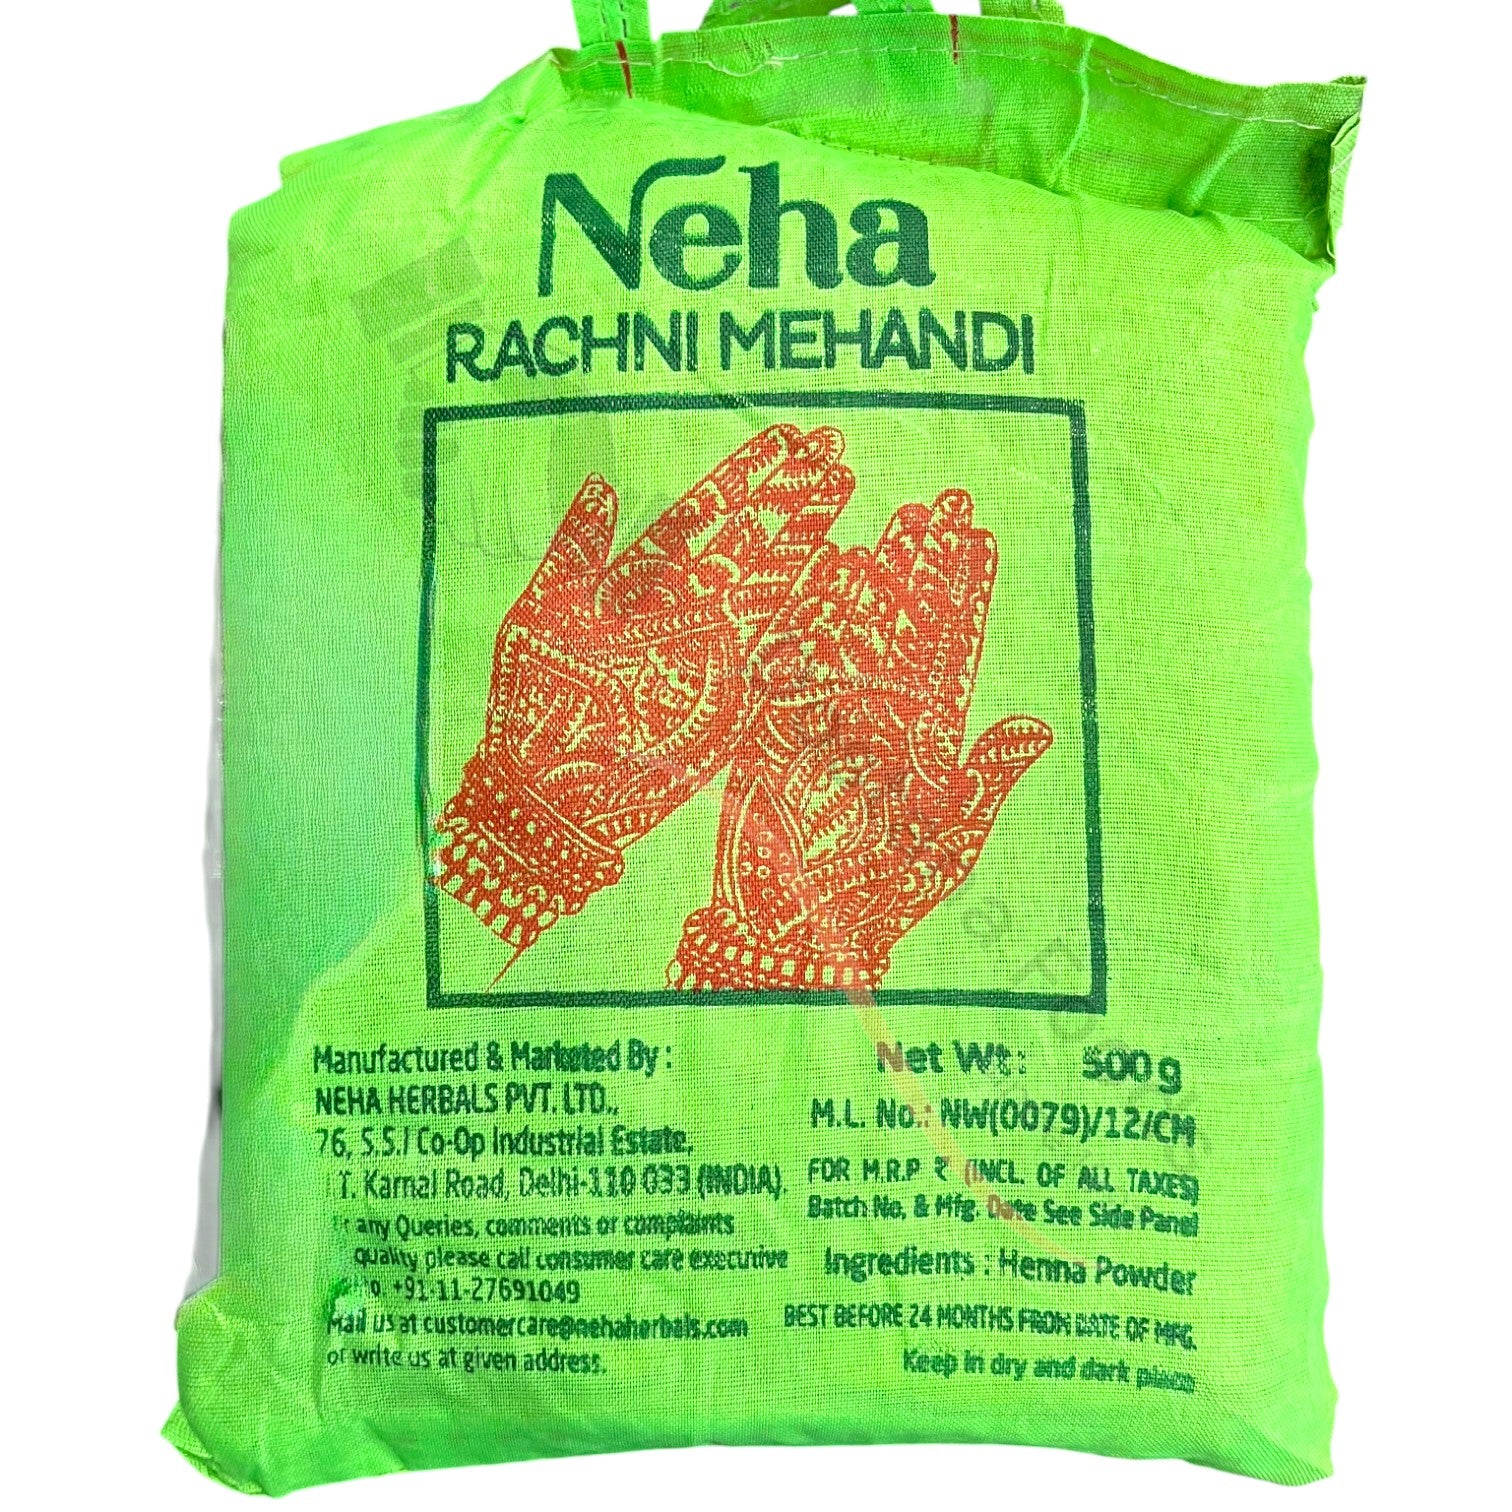 Neha
RACHNI MEHANDI
Manufactured & Marketed By :
NEHA HERBALS PVT. LTD.,
76, S.S.I Co-Op Industrial Estate,
.T. Karnal Road, Delhi-110 033 (INDIA).
any Queries, comments or complaints
quality please call consumer care executive
+91-11-27691049
Mail us at customercare@nehaherbals.com
or write us at given address.
Net Wt : 500 g
M.L. No.: NW(0079)/12/CM
FOR M.R.P ₹ (INCL. OF ALL TAXES)
Batch No. & Mfg. Date See Side Panel
Ingredients : Henna Powder
BEST BEFORE 24 MONTHS FROM DATE OF MFG.
Keep in dry and dark places